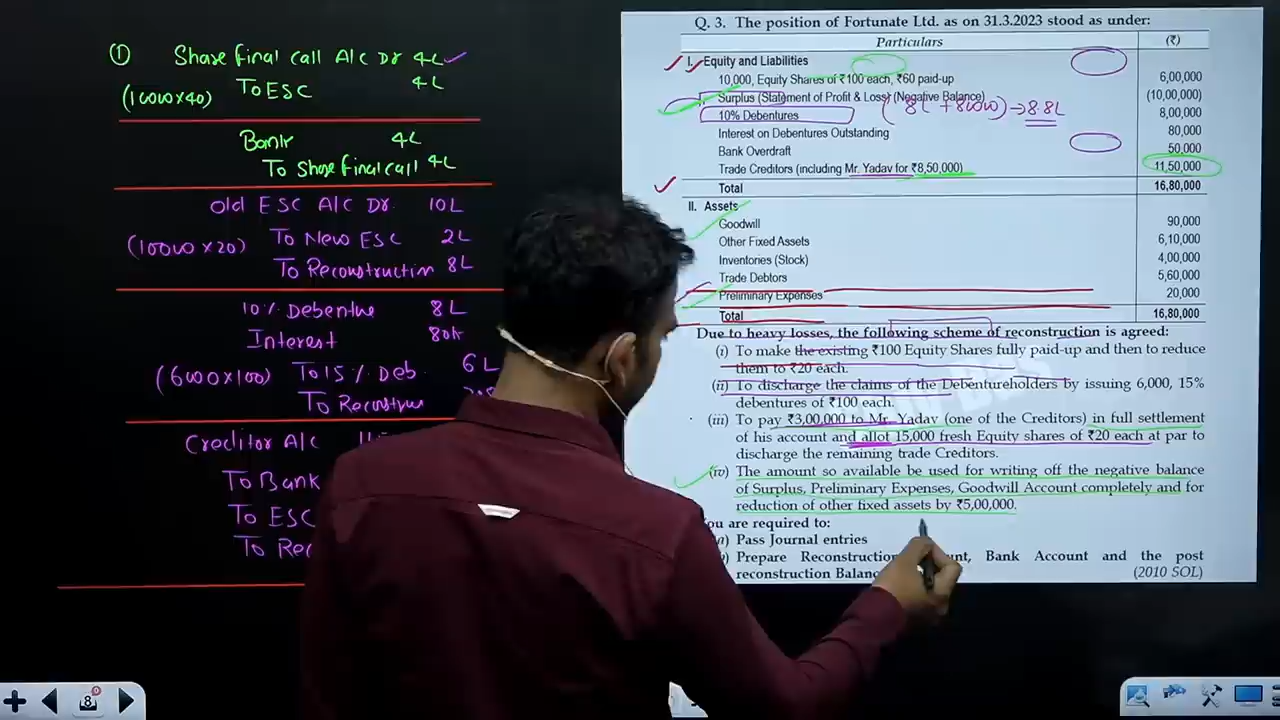 ① Share final call A/c Dr 4L
(10000x40) To ESC 4L
Bank 4L
To Share final call 4L
old ESC A/C Dr. 10L
(10000x20) To New ESC 2L
To Reconstruction 8L
10% Debentue 8L
Interest 80k
(6000x100) To 15% Deb. 6L
To Reconstrun
Creditor A/C
To Bank
To ESC
To Rec
Q. 3. The position of Fortunate Ltd. as on 31.3.2023 stood as under:
Particulars (₹)
I. Equity and Liabilities
10,000, Equity Shares of ₹100 each, ₹60 paid-up 6,00,000
Surplus (Statement of Profit & Loss) (Negative Balance) (10,00,000)
(8L + 80000) → 8.8L
10% Debentures 8,00,000
Interest on Debentures Outstanding 80,000
Bank Overdraft 50,000
Trade Creditors (including Mr. Yadav for ₹8,50,000) 11,50,000
Total 16,80,000
II. Assets
Goodwill 90,000
Other Fixed Assets 6,10,000
Inventories (Stock) 4,00,000
Trade Debtors 5,60,000
Preliminary Expenses 20,000
Total 16,80,000
Due to heavy losses, the following scheme of reconstruction is agreed:
(i) To make the existing ₹100 Equity Shares fully paid-up and then to reduce
them to ₹20 each.
(ii) To discharge the claims of the Debentureholders by issuing 6,000, 15%
debentures of ₹100 each.
(iii) To pay ₹3,00,000 to Mr. Yadav (one of the Creditors) in full settlement
of his account and allot 15,000 fresh Equity shares of ₹20 each at par to
discharge the remaining trade Creditors.
(iv) The amount so available be used for writing off the negative balance
of Surplus, Preliminary Expenses, Goodwill Account completely and for
reduction of other fixed assets by ₹5,00,000.
You are required to:
(a) Pass Journal entries
Prepare Reconstruction Bank Account and the post
reconstruction Balan (2010 SOL)
8